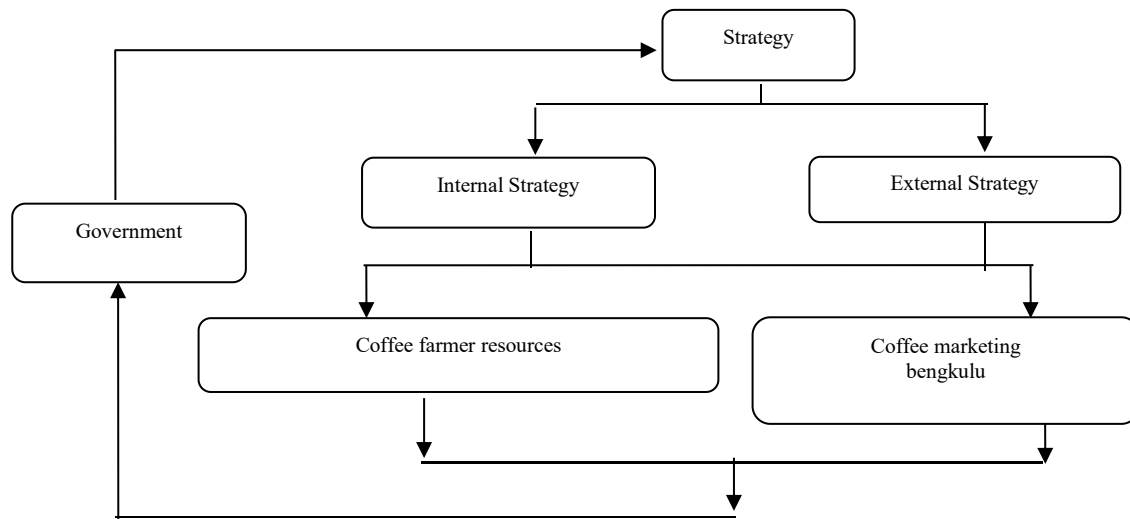 Strategy
Internal Strategy
External Strategy
Government
Coffee farmer resources
Coffee marketing
bengkulu